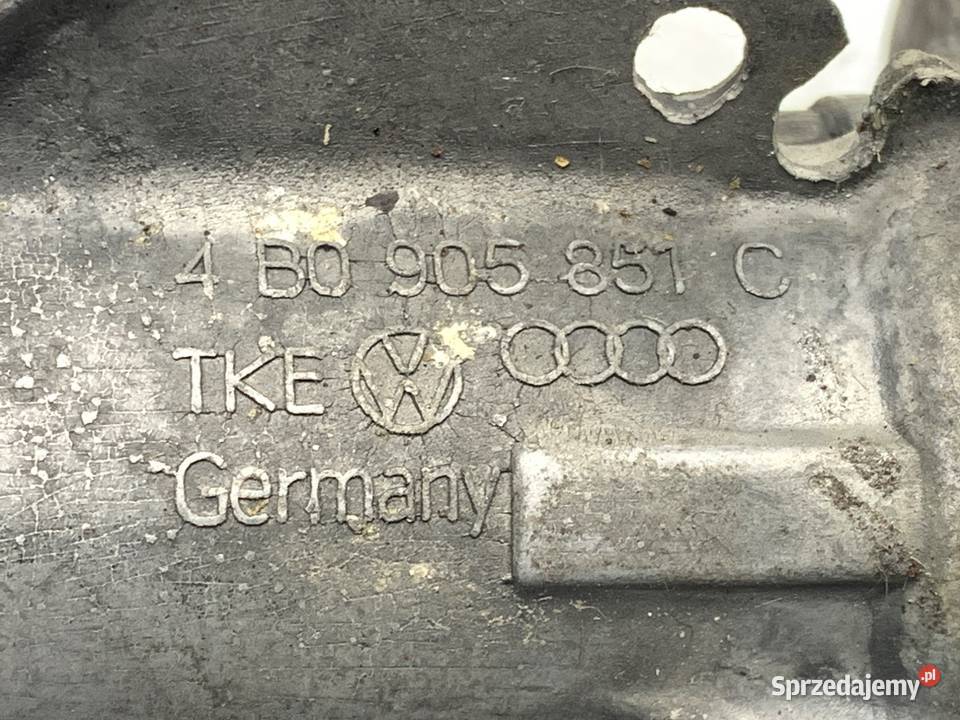 4 B0 905 851 C
TKE
Germany
Sprzedajemy.pl